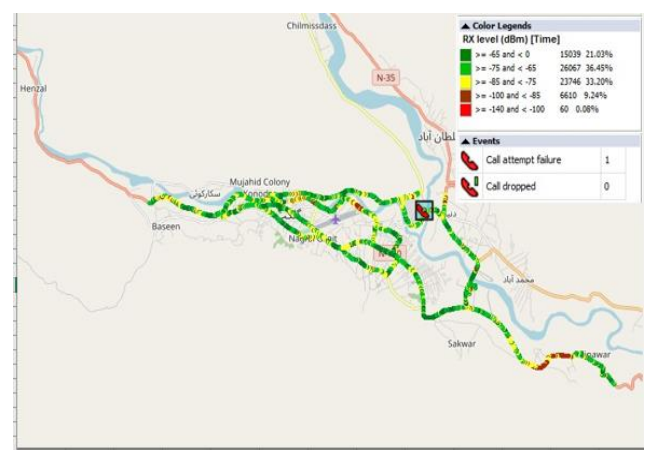 Chilmissdass
Color Legends
RX level (dBm) [Time]
>= -65 and < 0 15039 21.03%
>= -75 and < -65 26067 36.45%
>= -85 and < -75 23746 33.20%
>= -100 and < -85 6610 9.24%
>= -140 and < -100 60 0.08%
N-35
Henzal
Events
Call attempt failure 1
Call dropped 0
Mujahid Colony
سکارکوئی
Baseen
محمد آباد
Sakwar